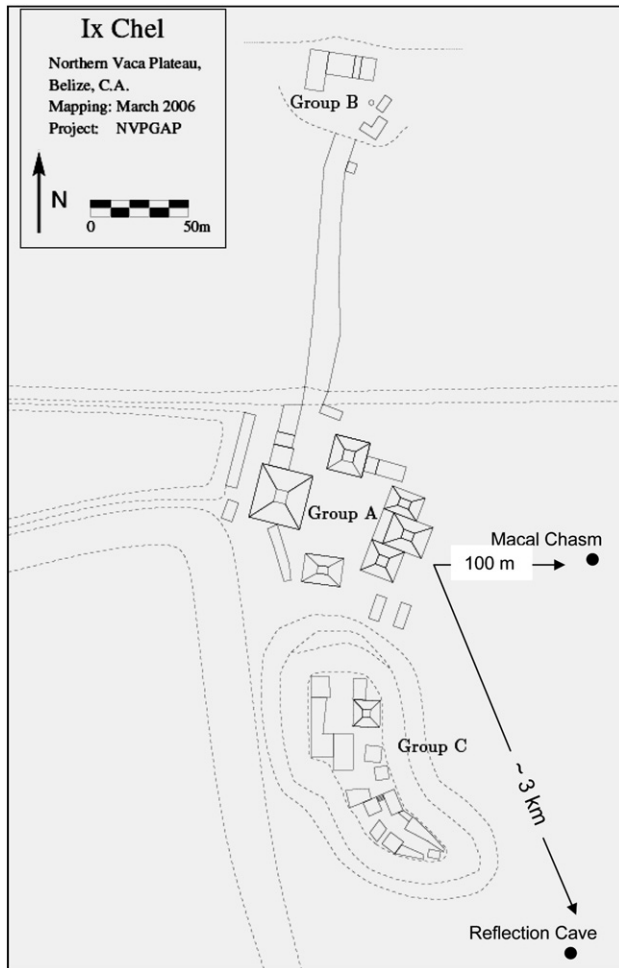 Ix Chel
Northern Vaca Plateau,
Belize, C.A.
Mapping: March 2006
Project: NVPGAP
N
0 50m
Group B
Group A
Macal Chasm
100 m
Group C
~ 3 km
Reflection Cave